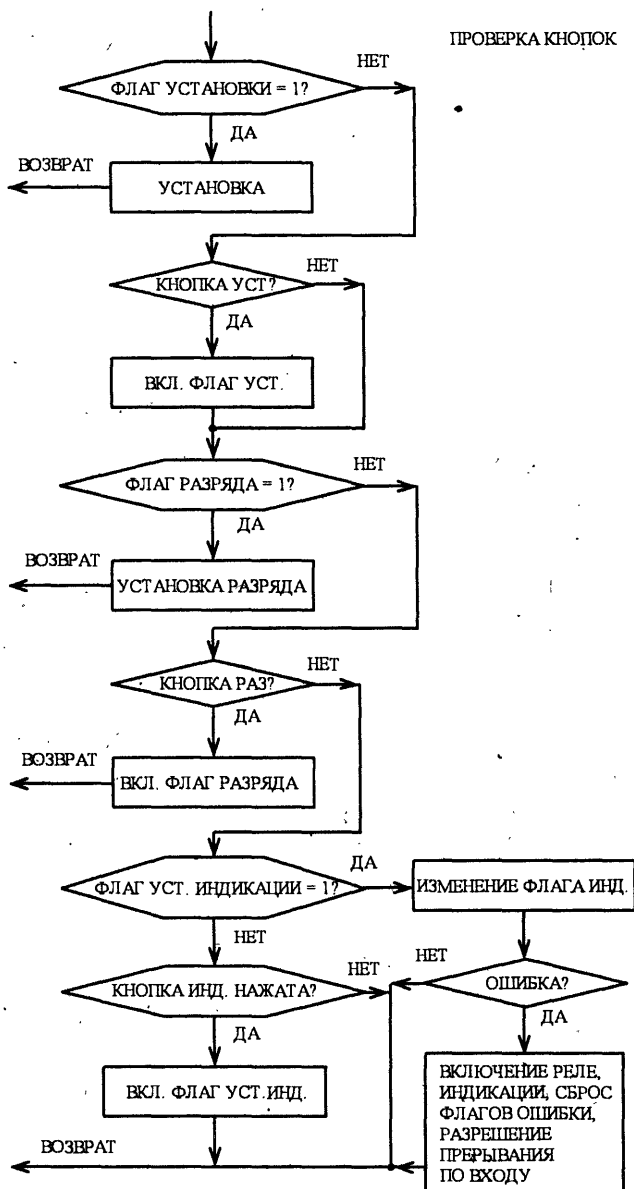 ПРОВЕРКА КНОПОК
ФЛАГ УСТАНОВКИ = 1?
НЕТ
ДА
ВОЗВРАТ
УСТАНОВКА
КНОПКА УСТ?
НЕТ
ДА
ВКЛ. ФЛАГ УСТ.
ФЛАГ РАЗРЯДА = 1?
НЕТ
ДА
ВОЗВРАТ
УСТАНОВКА РАЗРЯДА
КНОПКА РАЗ?
НЕТ
ДА
ВОЗВРАТ
ВКЛ. ФЛАГ РАЗРЯДА
ФЛАГ УСТ. ИНДИКАЦИИ = 1?
ДА
ИЗМЕНЕНИЕ ФЛАГА ИНД.
НЕТ
КНОПКА ИНД. НАЖАТА?
НЕТ
НЕТ
ОШИБКА?
ДА
ДА
ВКЛ. ФЛАГ УСТ.ИНД.
ВКЛЮЧЕНИЕ РЕЛЕ,
ИНДИКАЦИИ, СБРОС
ФЛАГОВ ОШИБКИ,
РАЗРЕШЕНИЕ
ПРЕРЫВАНИЯ
ПО ВХОДУ
ВОЗВРАТ